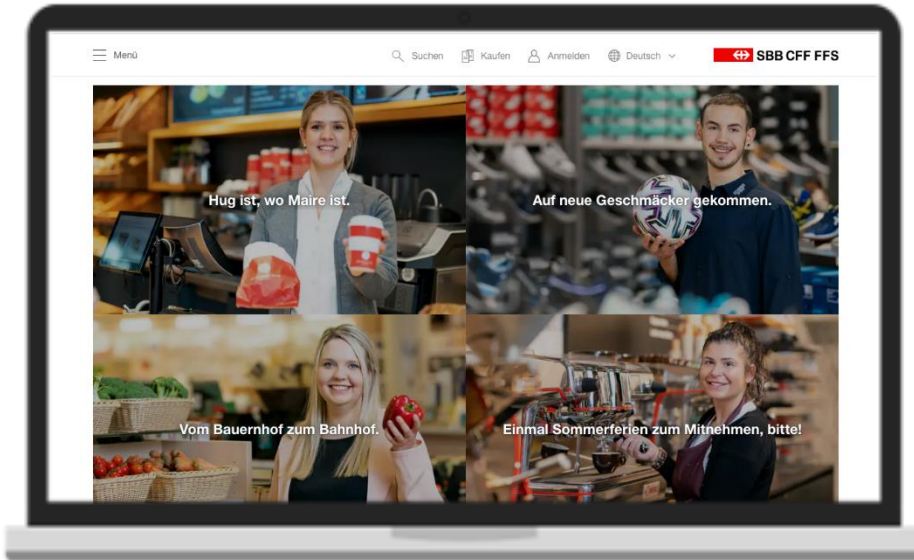 Menü
Suchen
Kaufen
Anmelden
Deutsch
SBB CFF FFS
Hug ist, wo Maire ist.
Auf neue Geschmäcker gekommen.
Vom Bauernhof zum Bahnhof.
Einmal Sommerferien zum Mitnehmen, bitte!